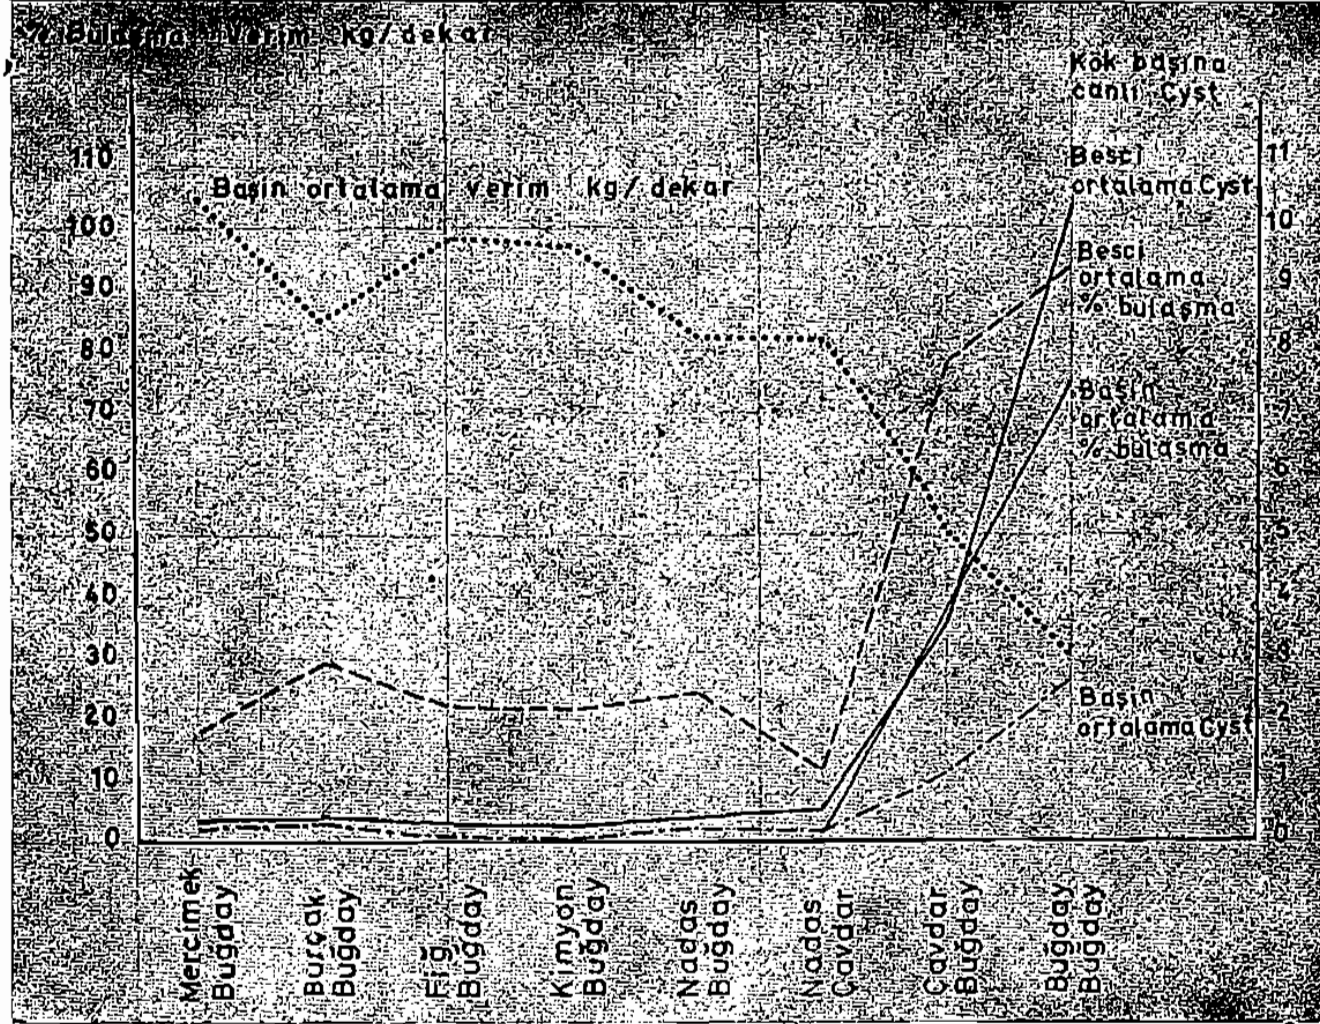 % Bulaşma Verim kg/dekar
Kök başına
canlı Cyst
Besci
ortalama Cyst
Başin ortalama verim kg/dekar
Besci
ortalama
% bulaşma
Başin
ortalama
% bulaşma
Başin
ortalama Cyst
110
100
90
80
70
60
50
40
30
20
10
0
11
10
9
8
7
6
5
4
3
2
1
0
Mercimek
Buğday
Burçak
Buğday
Fiğ
Buğday
Kimyon
Buğday
Nadas
Buğday
Nadas
Çavdar
Çavdar
Buğday
Buğday
Buğday